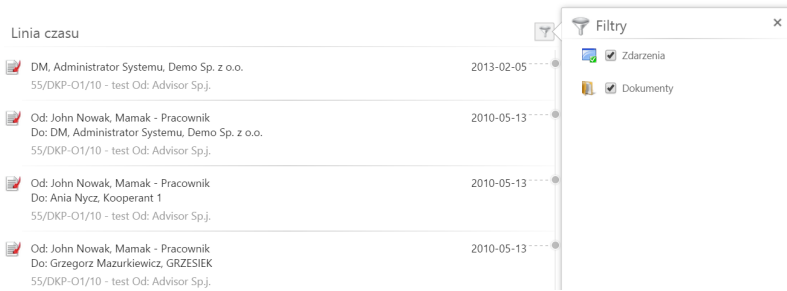 Linia czasu
DM, Administrator Systemu, Demo Sp. z o.o.
2013-02-05
55/DKP-O1/10 - test Od: Advisor Sp.j.
Od: John Nowak, Mamak - Pracownik
2010-05-13
Do: DM, Administrator Systemu, Demo Sp. z o.o.
55/DKP-O1/10 - test Od: Advisor Sp.j.
Od: John Nowak, Mamak - Pracownik
2010-05-13
Do: Ania Nycz, Kooperant 1
55/DKP-O1/10 - test Od: Advisor Sp.j.
Od: John Nowak, Mamak - Pracownik
2010-05-13
Do: Grzegorz Mazurkiewicz, GRZESIEK
55/DKP-O1/10 - test Od: Advisor Sp.j.
Filtry
Zdarzenia
Dokumenty